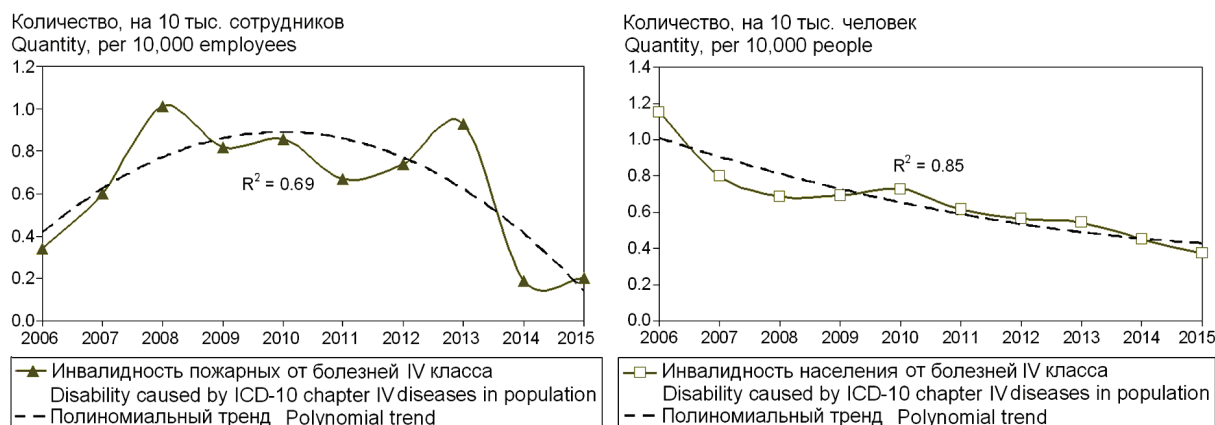 Количество, на 10 тыс. сотрудников
Quantity, per 10,000 employees
1.2
1.0
0.8
0.6
0.4
0.2
0.0
R² = 0.69
2006 2007 2008 2009 2010 2011 2012 2013 2014 2015
Инвалидность пожарных от болезней IV класса
Disability caused by ICD-10 chapter IV diseases in population
Полиномиальный тренд Polynomial trend
Количество, на 10 тыс. человек
Quantity, per 10,000 people
1.4
1.2
1.0
0.8
0.6
0.4
0.2
0.0
R² = 0.85
2006 2007 2008 2009 2010 2011 2012 2013 2014 2015
Инвалидность населения от болезней IV класса
Disability caused by ICD-10 chapter IV diseases in population
Полиномиальный тренд Polynomial trend